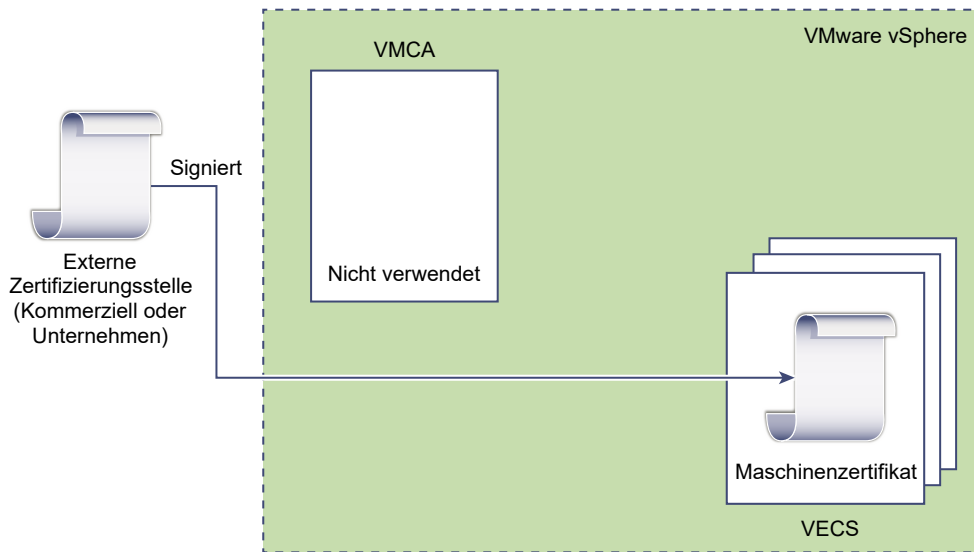 VMware vSphere
VMCA
Signiert
Externe
Zertifizierungsstelle
(Kommerziell oder
Unternehmen)
Nicht verwendet
Maschinenzertifikat
VECS